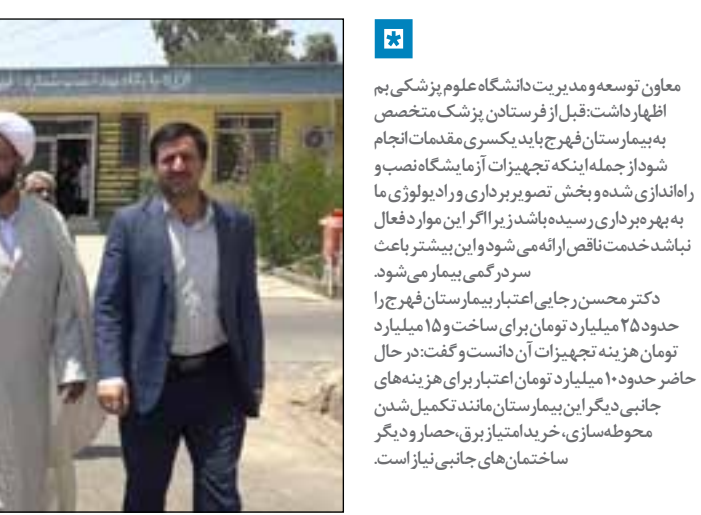 معاون توسعه و مدیریت دانشگاه علوم پزشکی بم
اظهار داشت: قبل از فرستادن پزشک متخصص
به بیمارستان فهرج باید یکسری مقدمات انجام
شود از جمله اینکه تجهیزات آزمایشگاه نصب و
راه‌اندازی شده و بخش تصویربرداری و رادیولوژی ما
به بهره‌برداری رسیده باشد زیرا اگر این موارد فعال
نباشد خدمت ناقص ارائه می شود و این بیشتر باعث
سردرگمی بیمار می‌شود.
دکتر محسن رجایی اعتبار بیمارستان فهرج را
حدود ۲۵ میلیارد تومان برای ساخت و ۱۵ میلیارد
تومان هزینه تجهیزات آن دانست و گفت: در حال
حاضر حدود ۱۰ میلیارد تومان اعتبار برای هزینه‌های
جانبی دیگر این بیمارستان مانند تکمیل شدن
محوطه‌سازی، خرید امتیاز برق، حصار و دیگر
ساختمان‌های جانبی نیاز است.